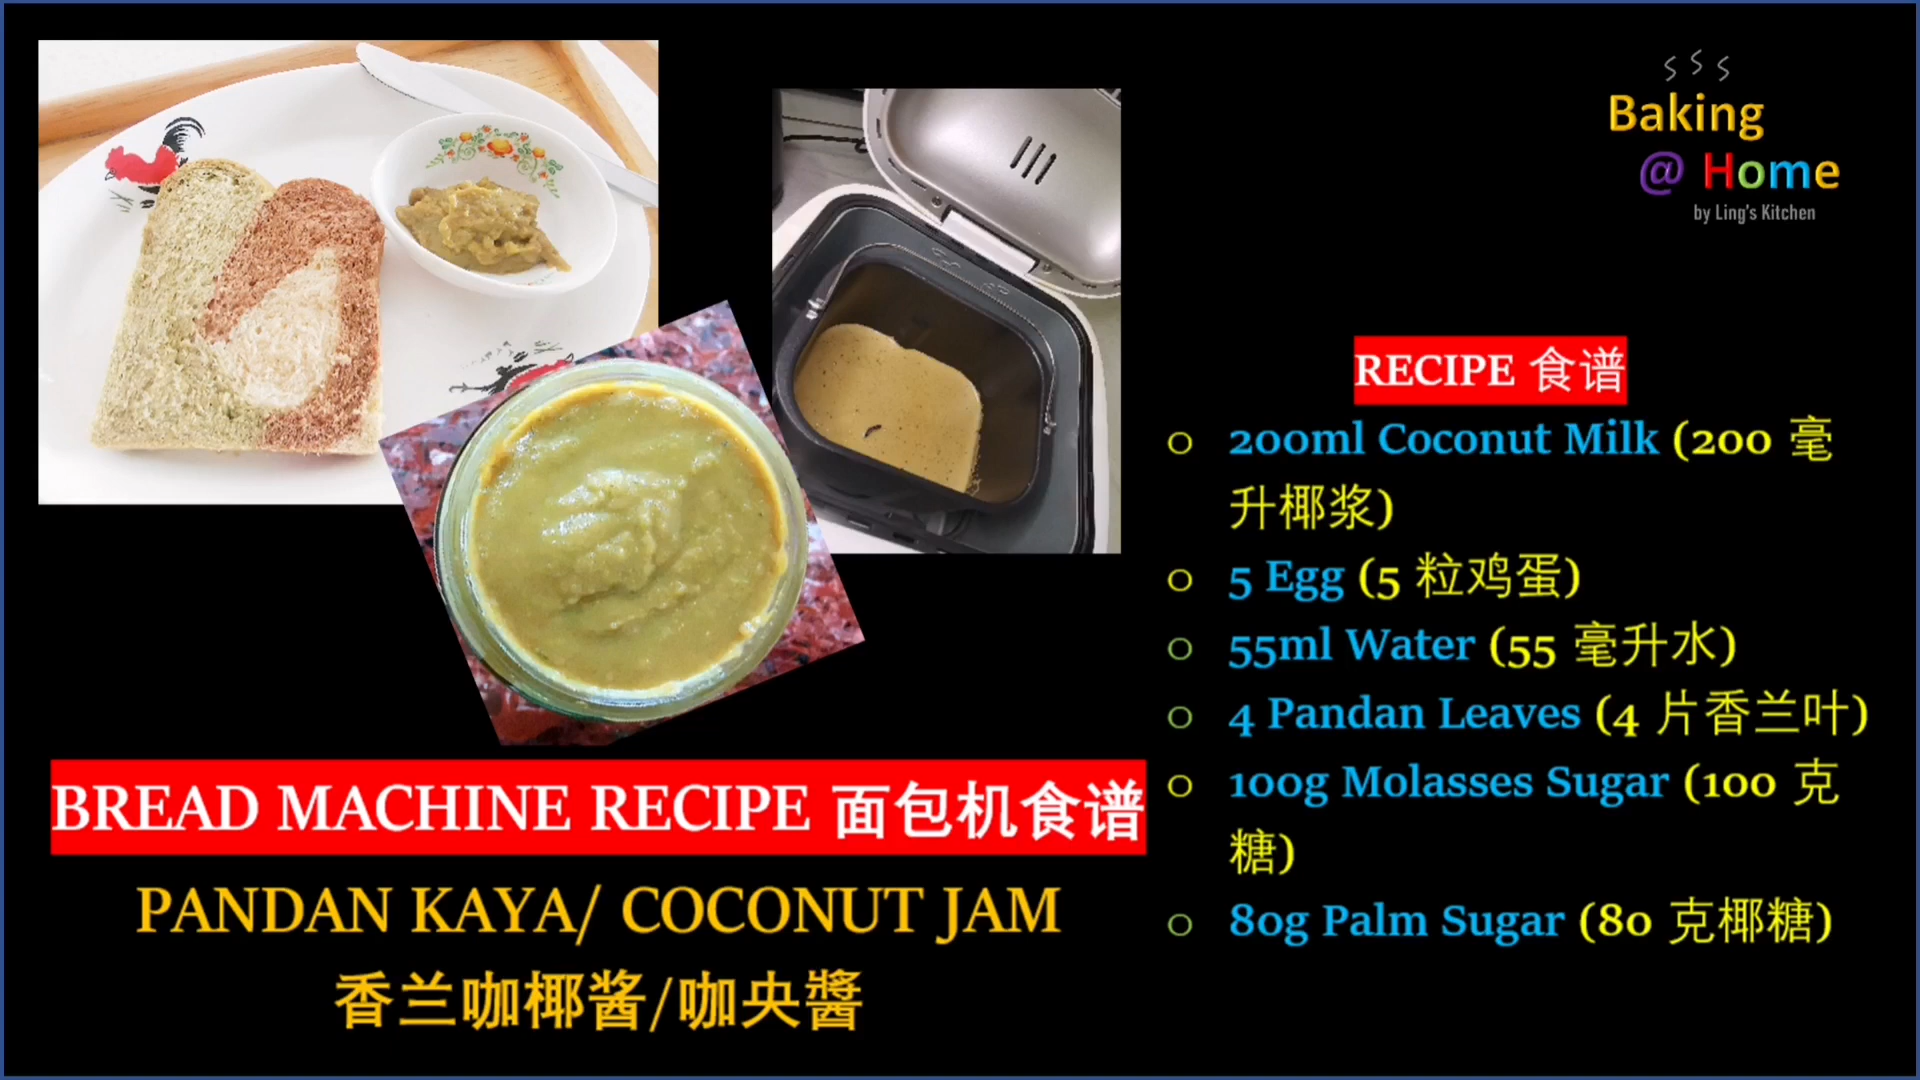 Baking
@ Home
by Ling's Kitchen
RECIPE 食谱
200ml Coconut Milk (200 毫
升椰浆)
5 Egg (5 粒鸡蛋)
55ml Water (55 毫升水)
4 Pandan Leaves (4 片香兰叶)
100g Molasses Sugar (100 克
糖)
80g Palm Sugar (80 克椰糖)
BREAD MACHINE RECIPE 面包机食谱
PANDAN KAYA/ COCONUT JAM
香兰咖椰酱/咖央醬